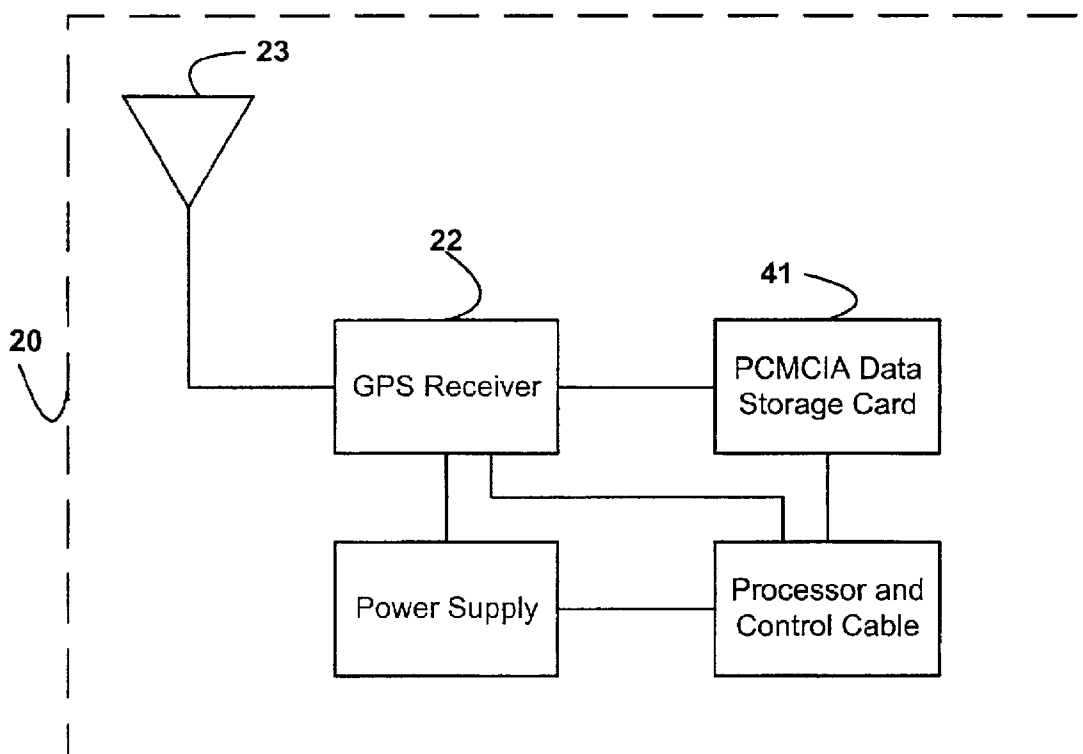 23
22
41
20
GPS Receiver
PCMCIA Data
Storage Card
Power Supply
Processor and
Control Cable